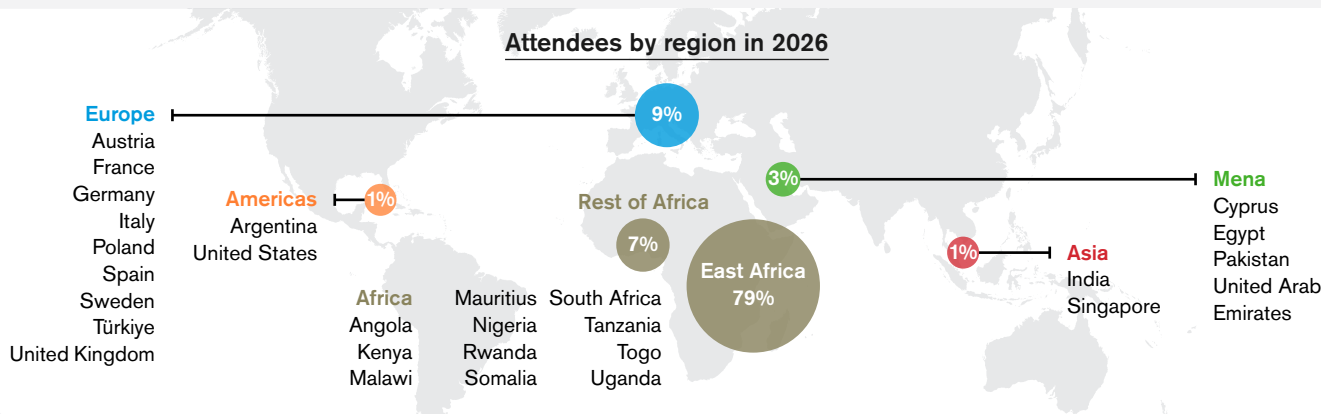 Attendees by region in 2026
Europe
Austria
France
Germany
Italy
Poland
Spain
Sweden
Türkiye
United Kingdom
9%
Americas
Argentina
United States
1%
Rest of Africa
7%
East Africa
79%
Africa
Angola
Kenya
Malawi
Mauritius
Nigeria
Rwanda
Somalia
South Africa
Tanzania
Togo
Uganda
3%
Mena
Cyprus
Egypt
Pakistan
United Arab
Emirates
1%
Asia
India
Singapore